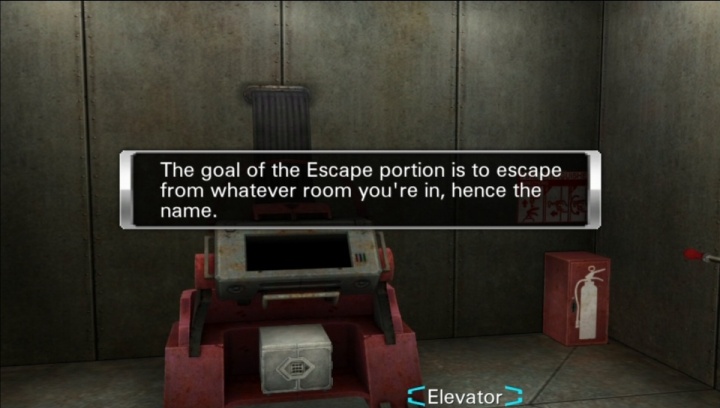 The goal of the Escape portion is to escape
from whatever room you're in, hence the
name.
Elevator